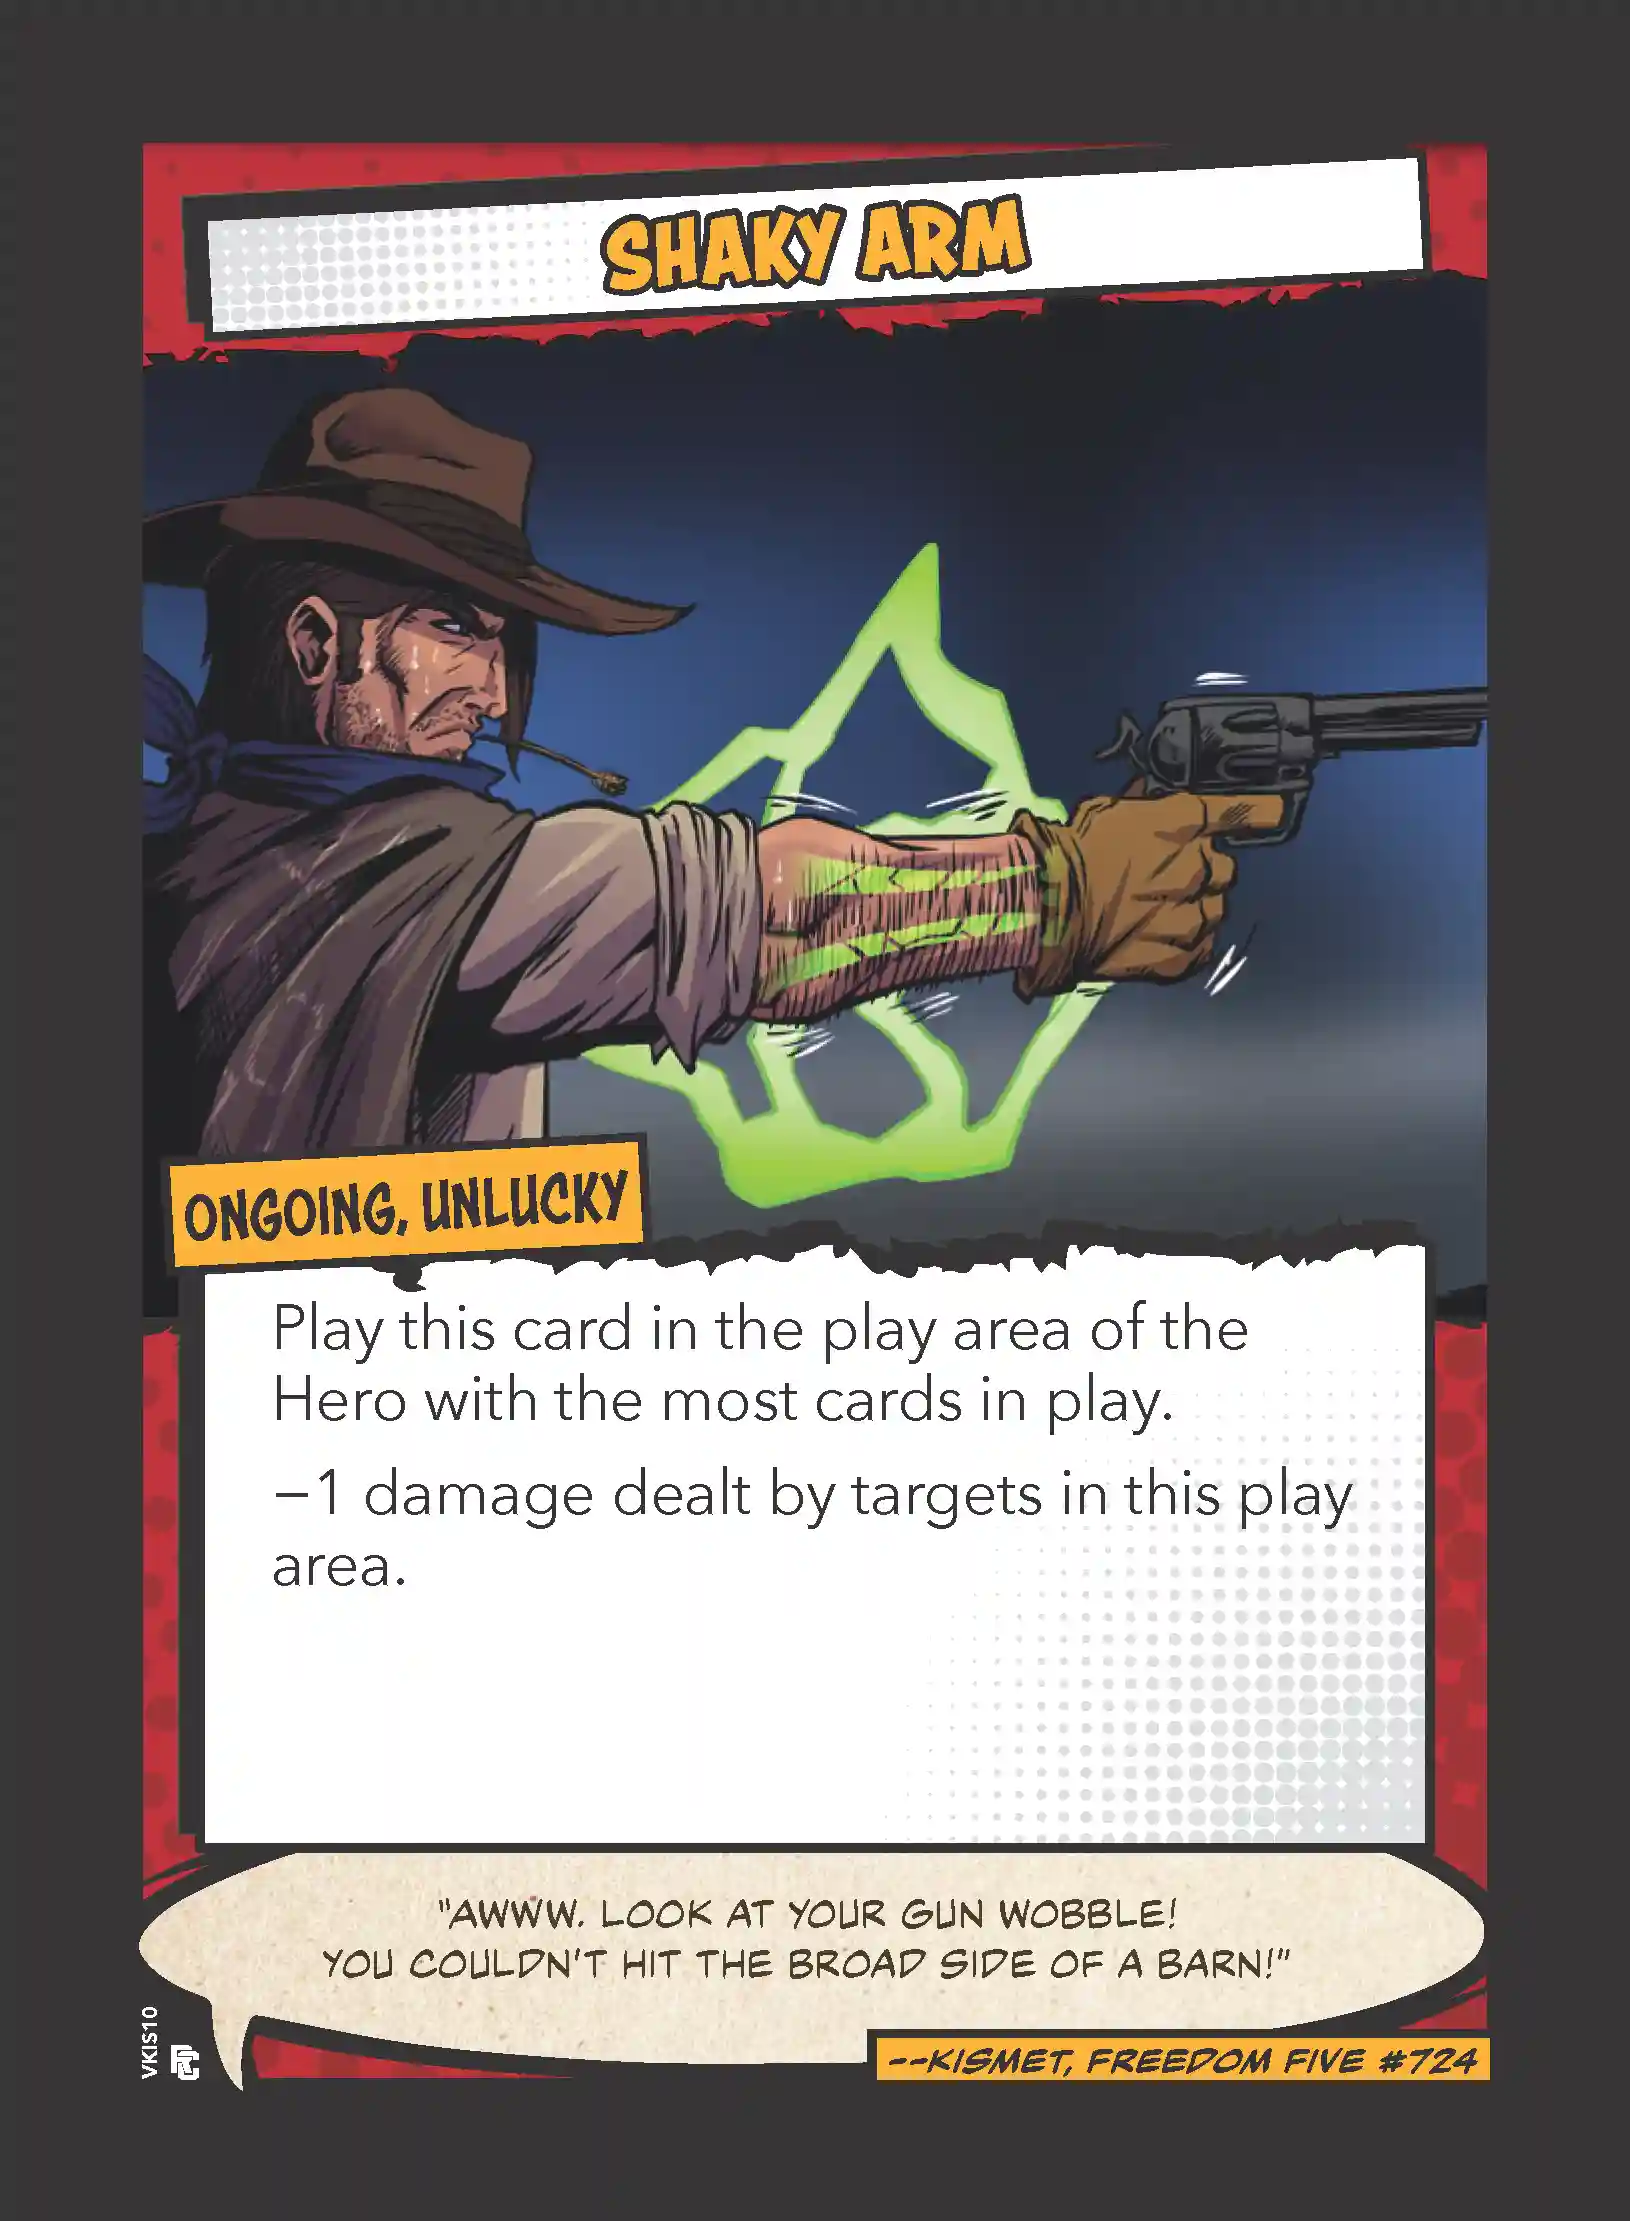 SHAKY ARM
ONGOING, UNLUCKY
Play this card in the play area of the
Hero with the most cards in play.
−1 damage dealt by targets in this play
area.
"AWWW. LOOK AT YOUR GUN WOBBLE!
YOU COULDN'T HIT THE BROAD SIDE OF A BARN!"
--KISMET, FREEDOM FIVE #724
VKIS10